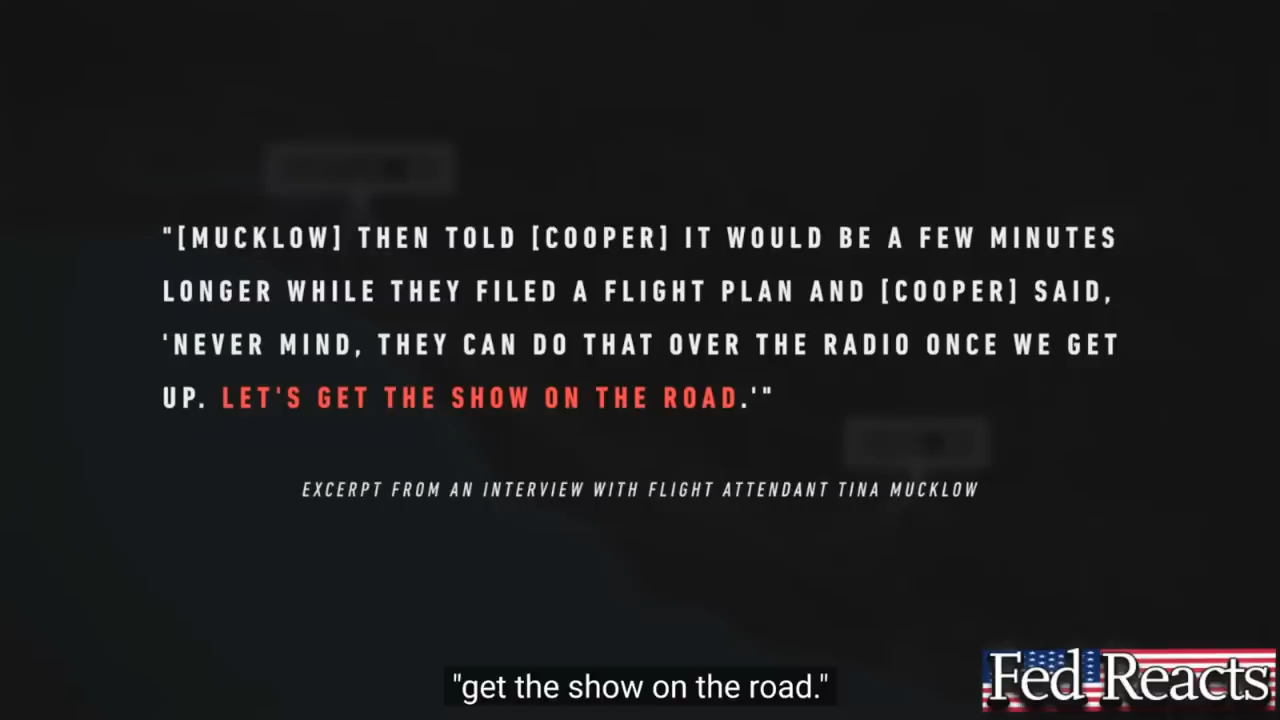 "[MUCKLOW] THEN TOLD [COOPER] IT WOULD BE A FEW MINUTES
LONGER WHILE THEY FILED A FLIGHT PLAN AND [COOPER] SAID,
'NEVER MIND, THEY CAN DO THAT OVER THE RADIO ONCE WE GET
UP. LET'S GET THE SHOW ON THE ROAD.'"
EXCERPT FROM AN INTERVIEW WITH FLIGHT ATTENDANT TINA MUCKLOW
"get the show on the road."
Fed Reacts